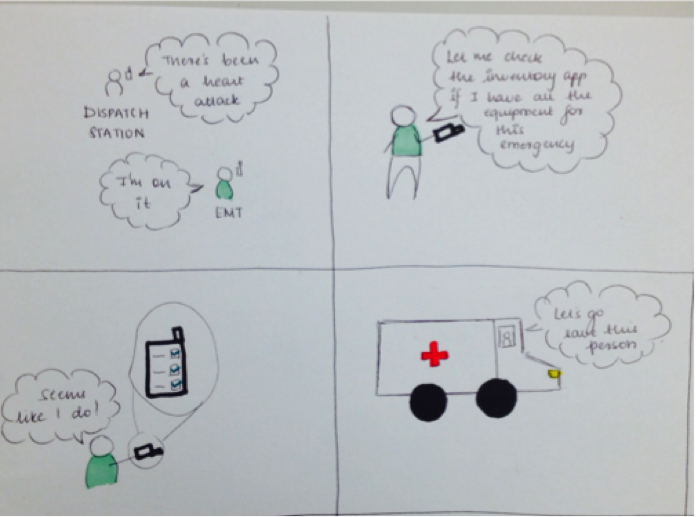 There's been
a heart
attack
DISPATCH
STATION
I'm on
it
EMT
Let me check
the inventory app
if I have all the
equipment for
this
emergency
Seems
like I do!
Let's go
save this
person